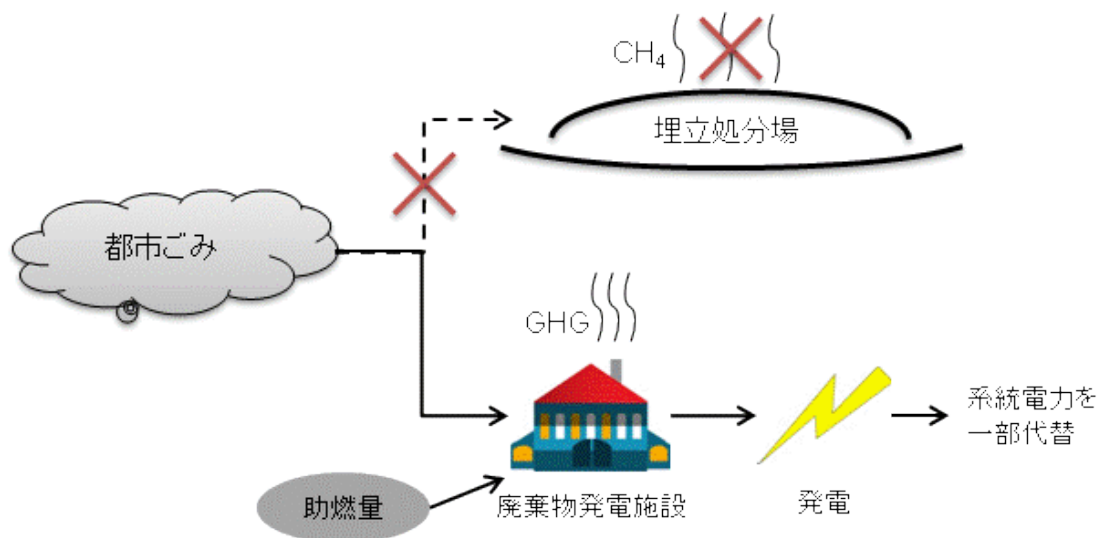 CH₄
埋立処分場
都市ごみ
GHG
系統電力を
一部代替
助燃量
廃棄物発電施設
発電